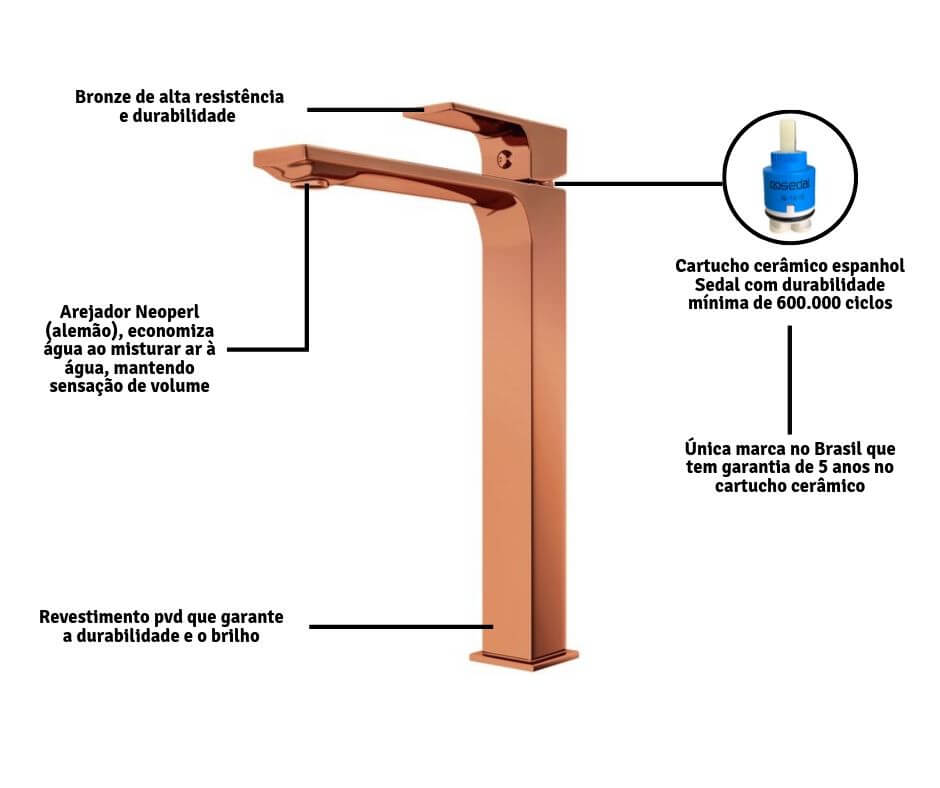 Bronze de alta resistência
e durabilidade
Cartucho cerâmico espanhol
Sedal com durabilidade
mínima de 600.000 ciclos
Arejador Neoperl
(alemão), economiza
água ao misturar ar à
água, mantendo
sensação de volume
Única marca no Brasil que
tem garantia de 5 anos no
cartucho cerâmico
Revestimento pvd que garante
a durabilidade e o brilho
sedal